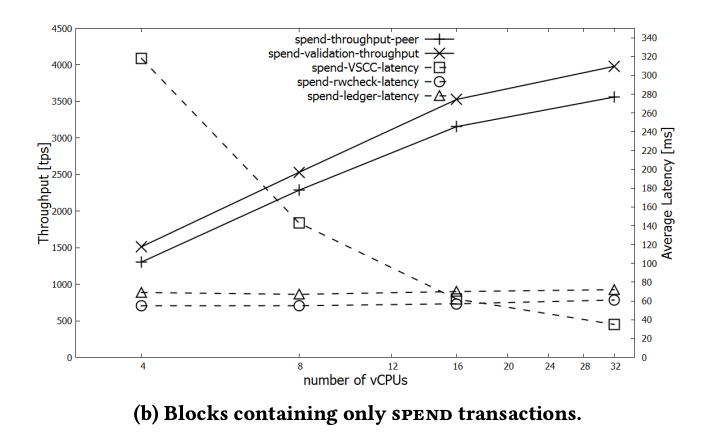 4500
4000
3500
3000
2500
2000
1500
1000
500
0
Throughput [tps]
spend-throughput-peer
spend-validation-throughput
spend-VSCC-latency
spend-rwcheck-latency
spend-ledger-latency
340
320
300
280
260
240
220
200
180
160
140
120
100
80
60
40
20
0
Average Latency [ms]
4 8 12 16 20 24 28 32
number of vCPUs
(b) Blocks containing only SPEND transactions.